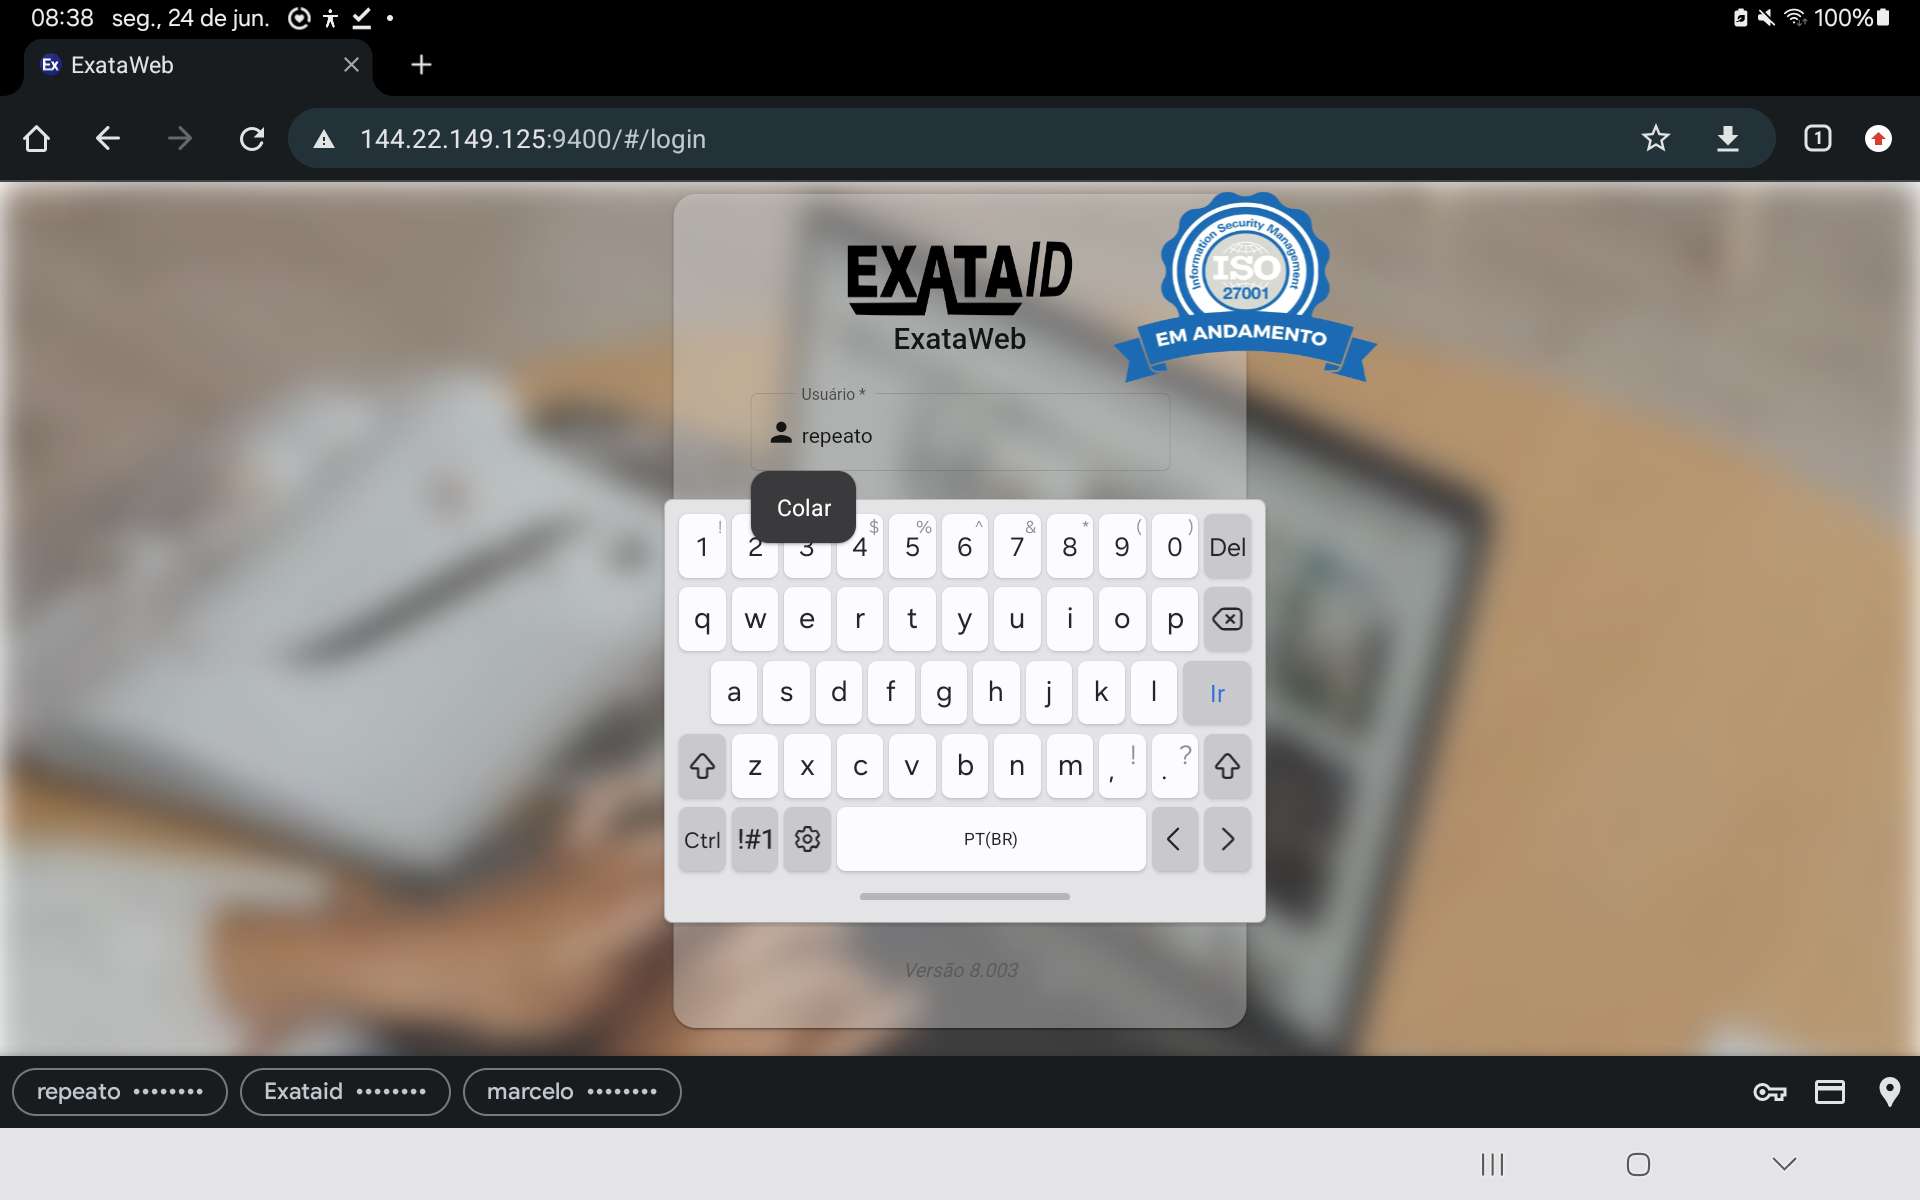 08:38 seg., 24 de jun. 100%
Ex ExataWeb
144.22.149.125:9400/#/login 1
EXATAID
ExataWeb
Information Security Management
ISO
27001
EM ANDAMENTO
Usuário *
repeato
Colar
1 ! 2 3 4 $ 5 % 6 ^ 7 & 8 * 9 ( 0 ) Del
q w e r t y u i o p
a s d f g h j k l Ir
z x c v b n m , ! . ?
Ctrl !#1 PT(BR) < >
Versão 8.003
repeato •••••••• Exataid •••••••• marcelo ••••••••